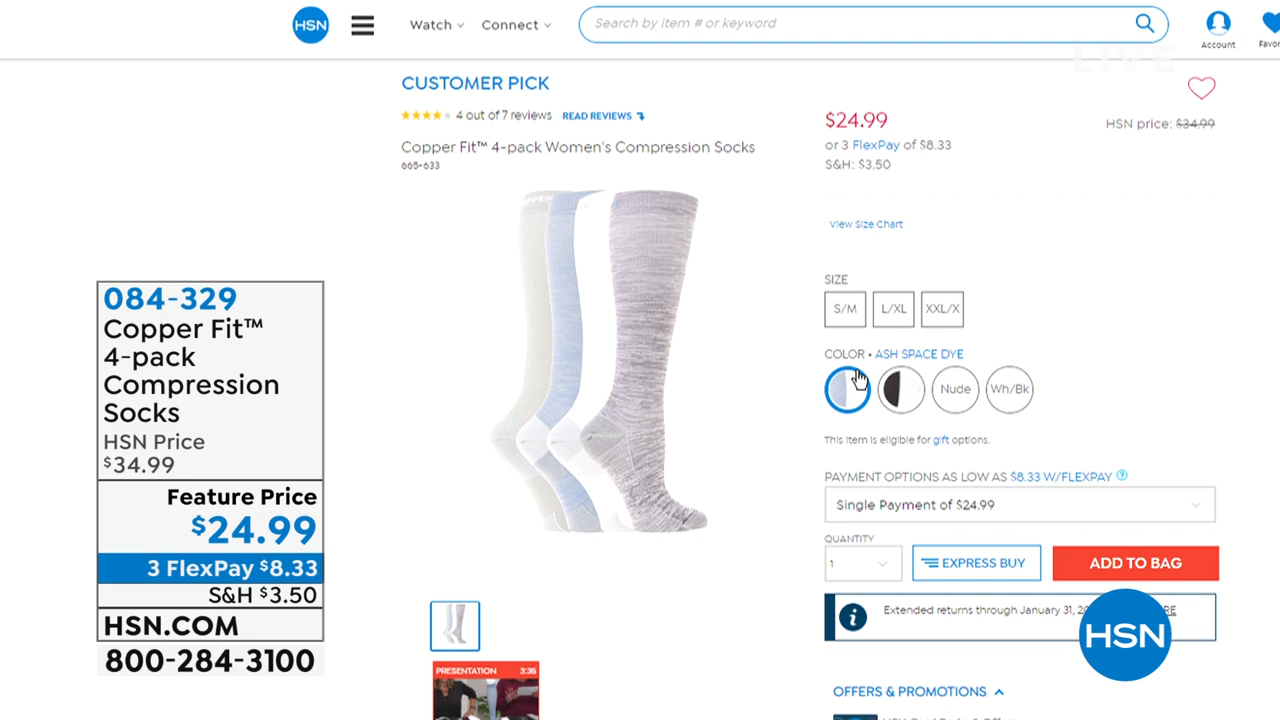 HSN
Watch
Connect
Search by item # or keyword
Account
LIVE
CUSTOMER PICK
4 out of 7 reviews READ REVIEWS
Copper Fit™ 4-pack Women's Compression Socks
665-633
$24.99
HSN price: $34.99
or 3 FlexPay of $8.33
S&H: $3.50
View Size Chart
SIZE
S/M L/XL XXL/X
COLOR • ASH SPACE DYE
Nude Wh/Bk
This item is eligible for gift options.
PAYMENT OPTIONS AS LOW AS $8.33 W/FLEXPAY ?
Single Payment of $24.99
QUANTITY
1
EXPRESS BUY
ADD TO BAG
i Extended returns through January 31, 20
RE
HSN
OFFERS & PROMOTIONS
PRESENTATION 3:35
084-329
Copper Fit™
4-pack
Compression
Socks
HSN Price
$34.99
Feature Price
$24.99
3 FlexPay $8.33
S&H $3.50
HSN.COM
800-284-3100